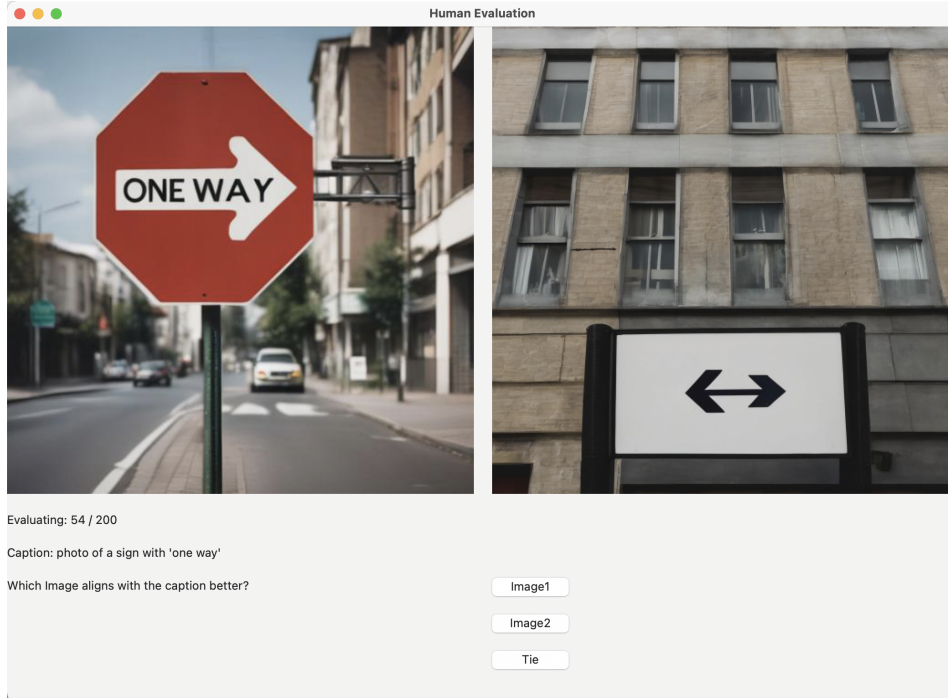 Human Evaluation
ONE WAY
Evaluating: 54 / 200
Caption: photo of a sign with 'one way'
Which Image aligns with the caption better?
Image1
Image2
Tie